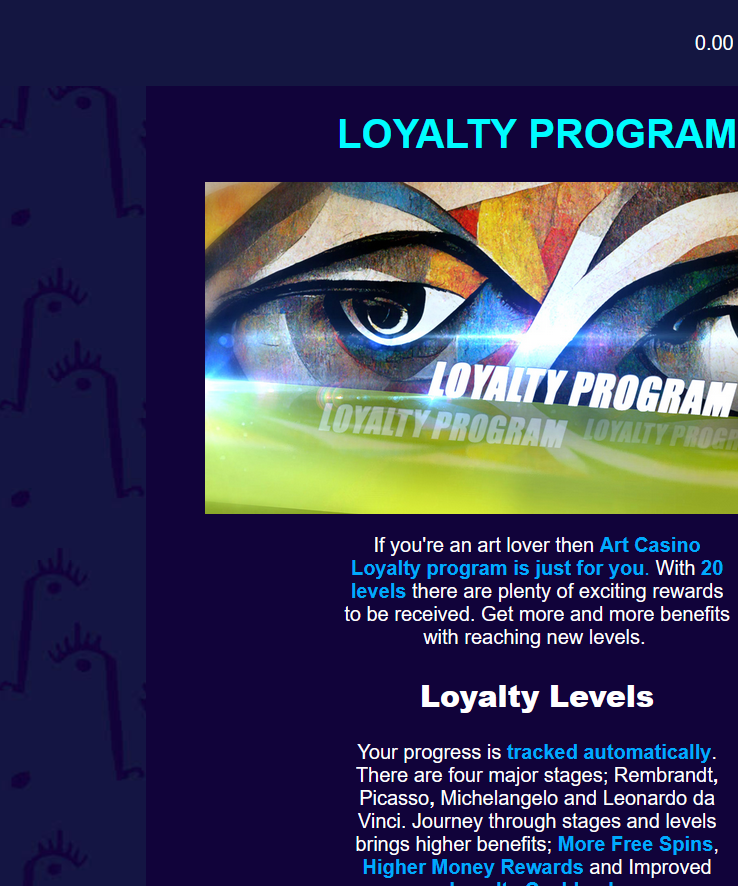 0.00
LOYALTY PROGRAM
LOYALTY PROGRAM
LOYALTY PROGRAM LOYALTY
If you're an art lover then Art Casino
Loyalty program is just for you. With 20
levels there are plenty of exciting rewards
to be received. Get more and more benefits
with reaching new levels.
Loyalty Levels
Your progress is tracked automatically.
There are four major stages; Rembrandt,
Picasso, Michelangelo and Leonardo da
Vinci. Journey through stages and levels
brings higher benefits; More Free Spins,
Higher Money Rewards and Improved